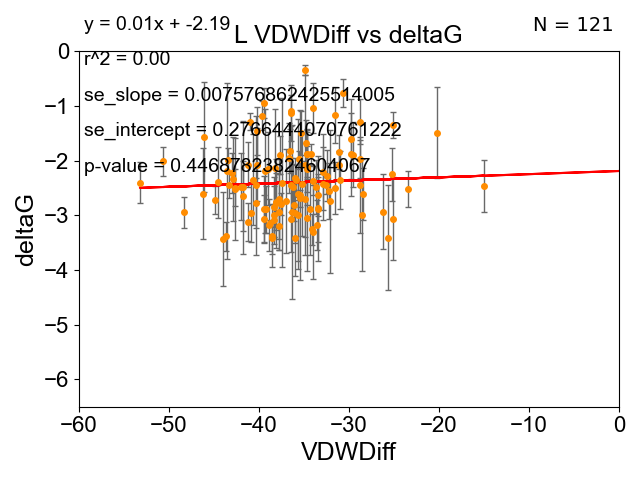 y = 0.01x + -2.19
L VDWDiff vs deltaG
N = 121
r^2 = 0.00
se_slope = 0.007576862425514005
se_intercept = 0.2766444070761222
p-value = 0.44687823824604067
deltaG
0
−1
−2
−3
−4
−5
−6
−60
−50
−40
−30
−20
−10
0
VDWDiff